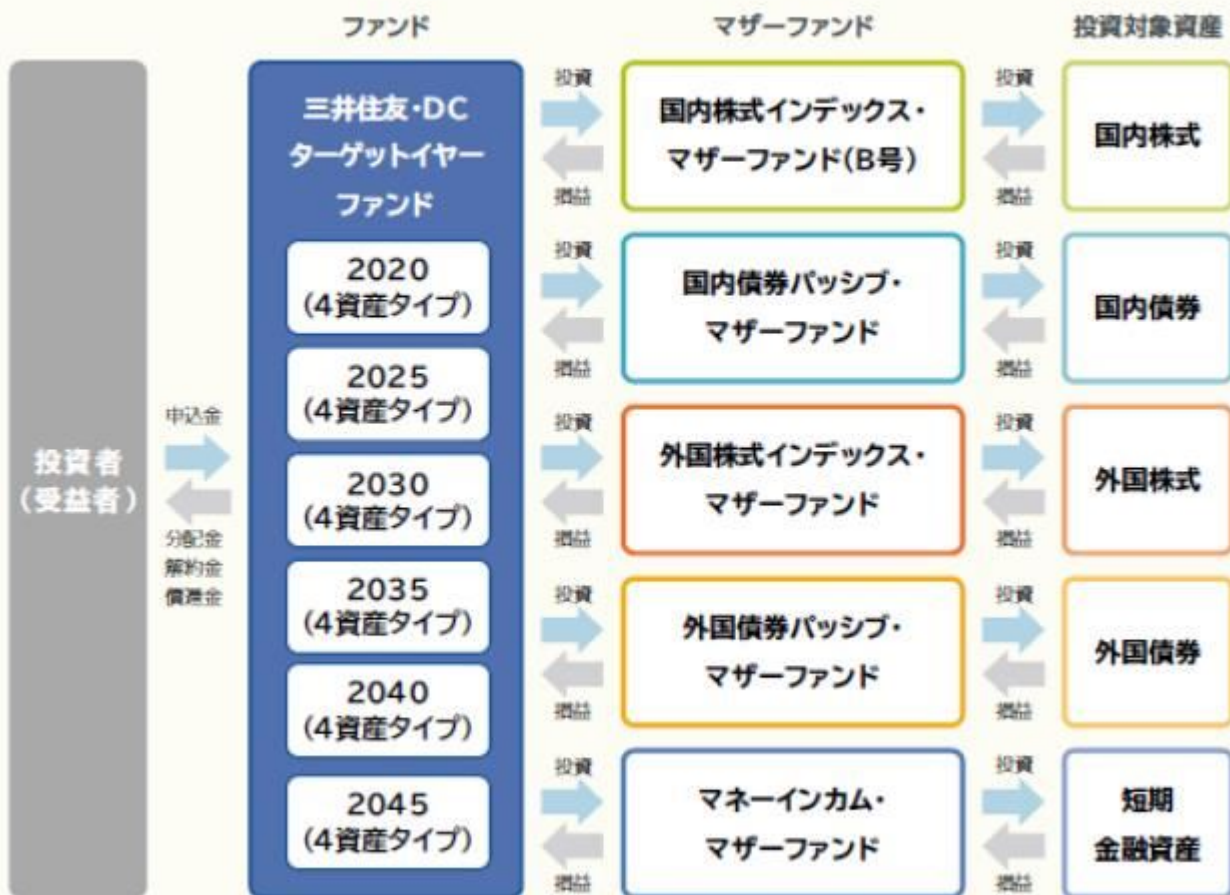 ファンド
マザーファンド
投資対象資産
投資者
(受益者)
申込金
分配金
解約金
償還金
三井住友・DC
ターゲットイヤー
ファンド
2020
(4資産タイプ)
2025
(4資産タイプ)
2030
(4資産タイプ)
2035
(4資産タイプ)
2040
(4資産タイプ)
2045
(4資産タイプ)
投資
損益
国内株式インデックス・
マザーファンド(B号)
投資
損益
国内株式
投資
損益
国内債券パッシブ・
マザーファンド
投資
損益
国内債券
投資
損益
外国株式インデックス・
マザーファンド
投資
損益
外国株式
投資
損益
外国債券パッシブ・
マザーファンド
投資
損益
外国債券
投資
損益
マネーインカム・
マザーファンド
投資
損益
短期
金融資産